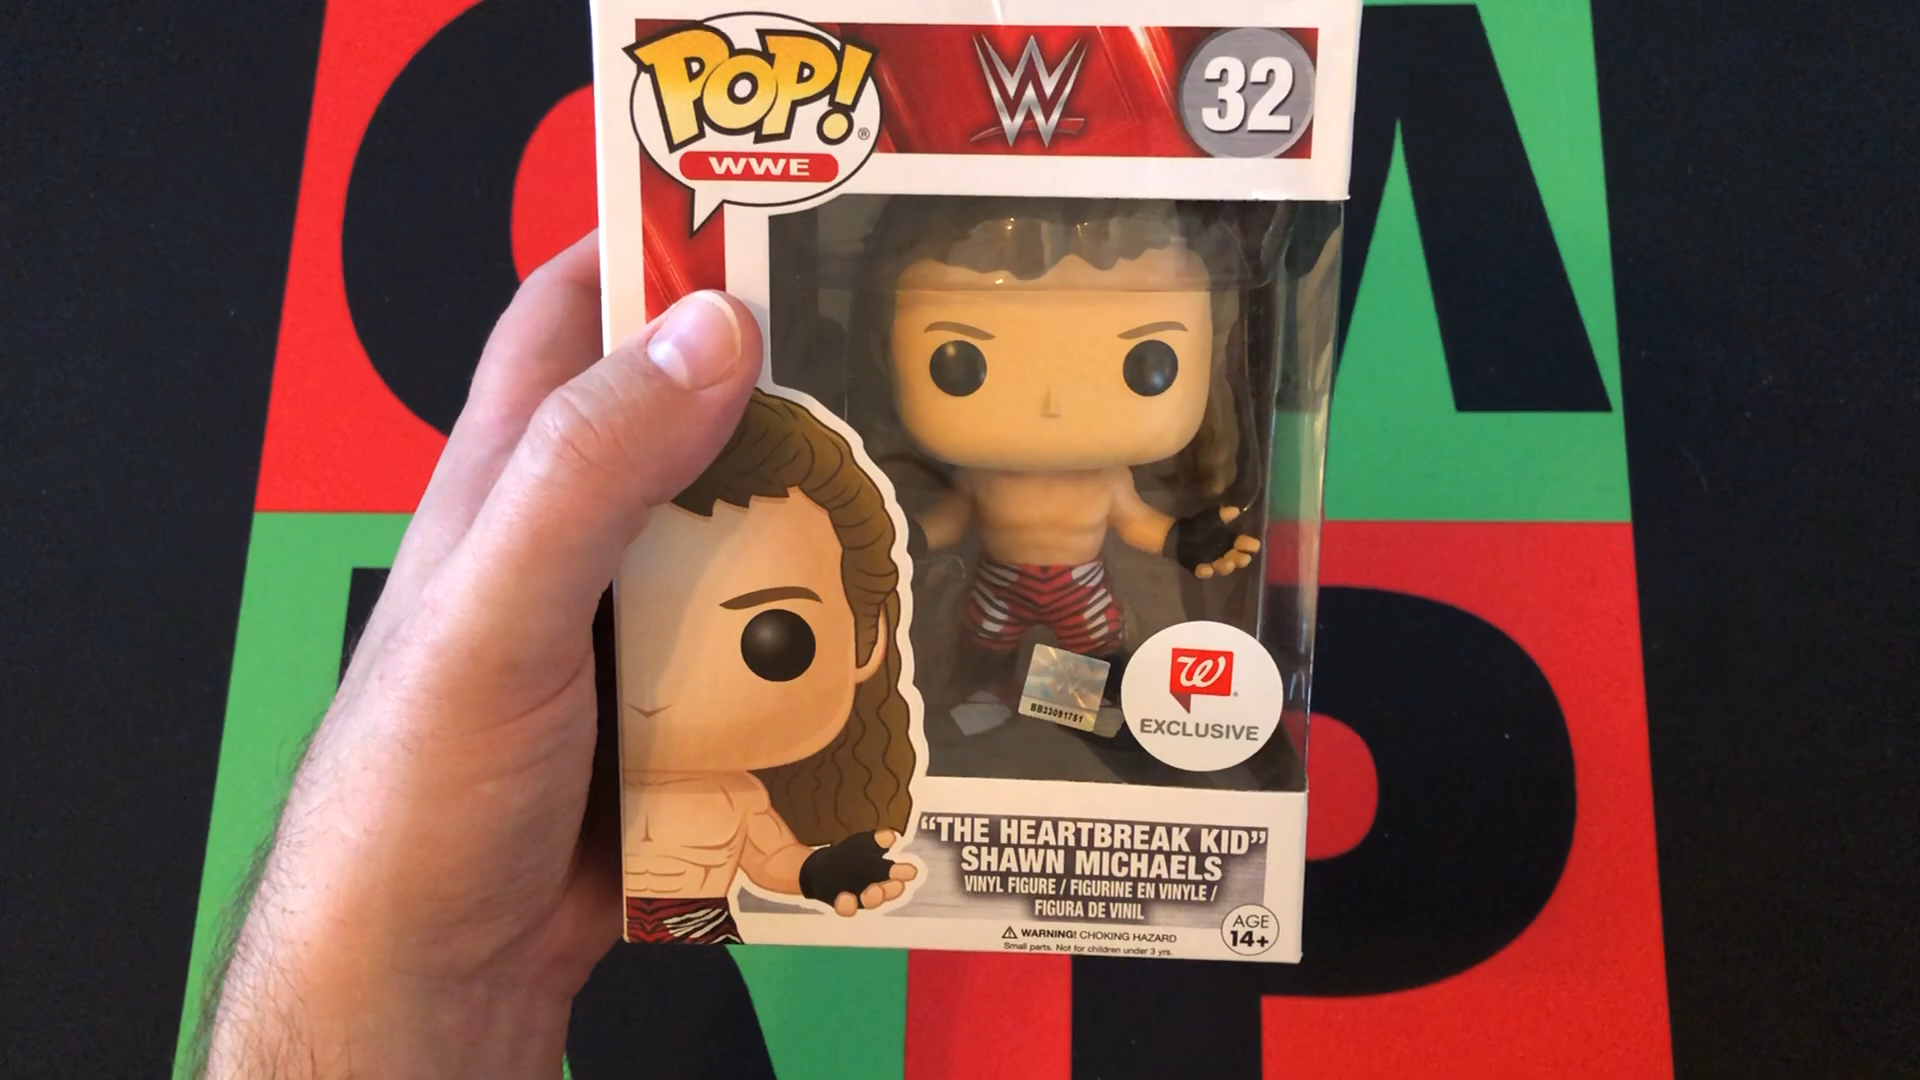 POP!®
WWE
W
32
BB33091751
W®
EXCLUSIVE
“THE HEARTBREAK KID”
SHAWN MICHAELS
VINYL FIGURE / FIGURINE EN VINYLE /
FIGURA DE VINIL
⚠ WARNING! CHOKING HAZARD
Small parts. Not for children under 3 yrs.
AGE
14+